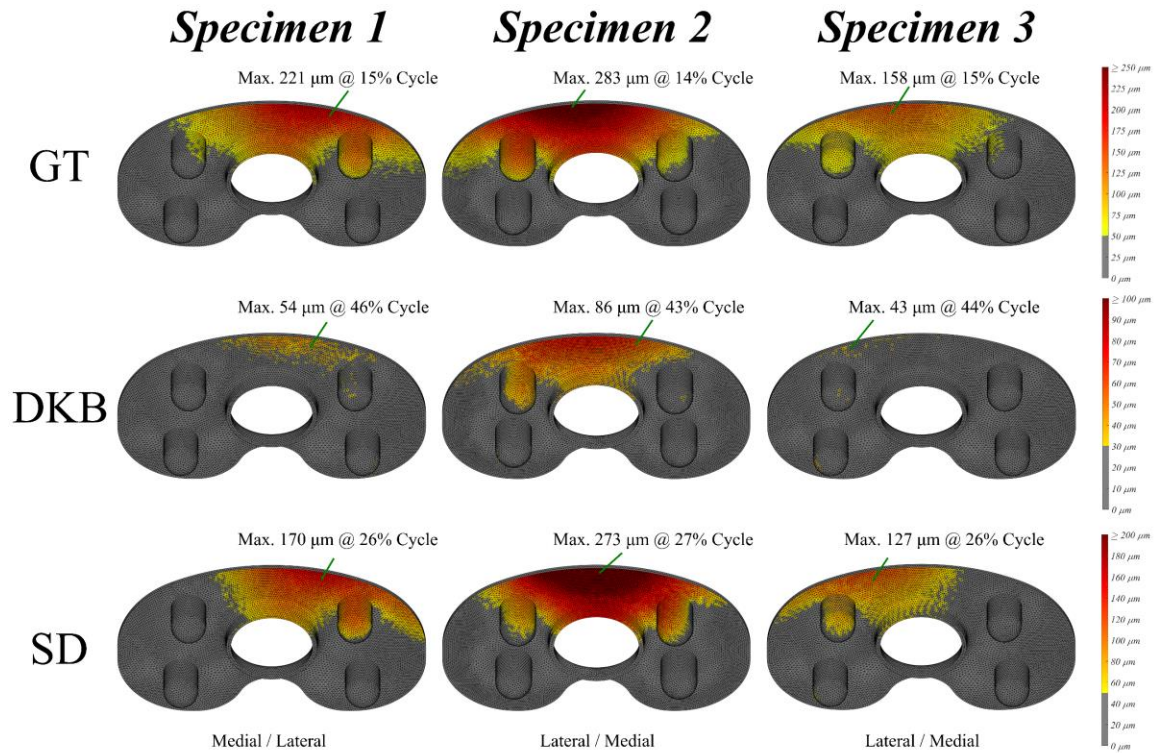 Specimen 1 Specimen 2 Specimen 3
Max. 221 μm @ 15% Cycle Max. 283 μm @ 14% Cycle Max. 158 μm @ 15% Cycle
GT
≥ 250 μm
225 μm
200 μm
175 μm
150 μm
125 μm
100 μm
75 μm
50 μm
25 μm
0 μm
Max. 54 μm @ 46% Cycle Max. 86 μm @ 43% Cycle Max. 43 μm @ 44% Cycle
DKB
≥ 100 μm
90 μm
80 μm
70 μm
60 μm
50 μm
40 μm
30 μm
20 μm
10 μm
0 μm
Max. 170 μm @ 26% Cycle Max. 273 μm @ 27% Cycle Max. 127 μm @ 26% Cycle
SD
≥ 200 μm
180 μm
160 μm
140 μm
120 μm
100 μm
80 μm
60 μm
50 μm
40 μm
20 μm
0 μm
Medial / Lateral Lateral / Medial Lateral / Medial